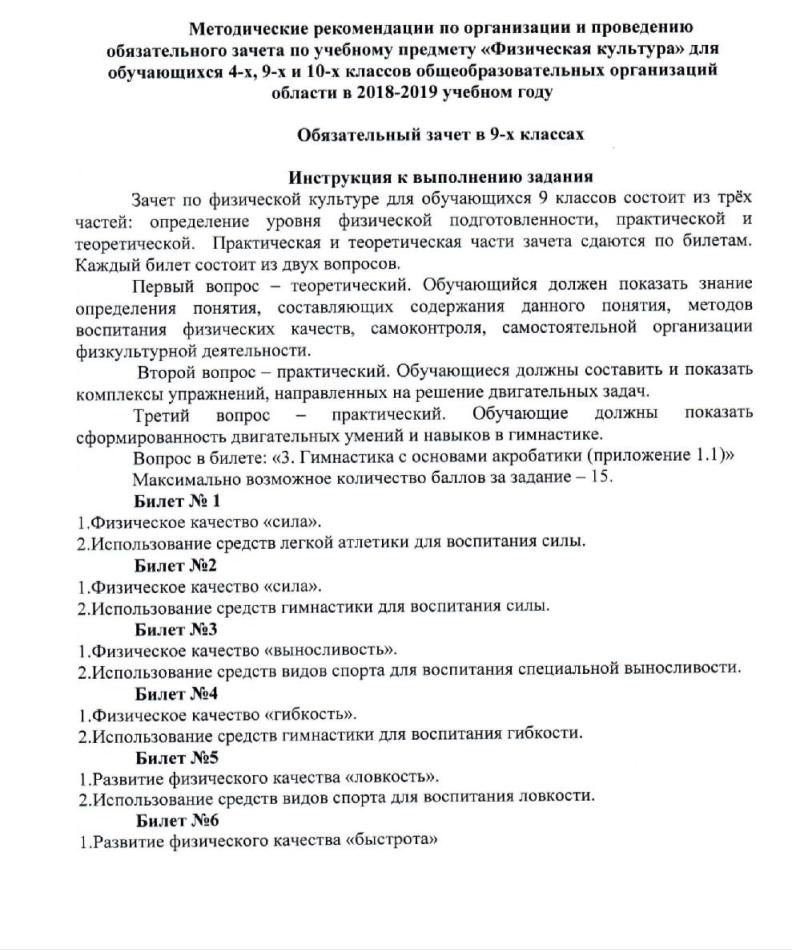 Методические рекомендации по организации и проведению
обязательного зачета по учебному предмету «Физическая культура» для
обучающихся 4-х, 9-х и 10-х классов общеобразовательных организаций
области в 2018-2019 учебном году
Обязательный зачет в 9-х классах
Инструкция к выполнению задания
Зачет по физической культуре для обучающихся 9 классов состоит из трёх
частей: определение уровня физической подготовленности, практической и
теоретической. Практическая и теоретическая части зачета сдаются по билетам.
Каждый билет состоит из двух вопросов.
Первый вопрос – теоретический. Обучающийся должен показать знание
определения понятия, составляющих содержания данного понятия, методов
воспитания физических качеств, самоконтроля, самостоятельной организации
физкультурной деятельности.
Второй вопрос – практический. Обучающиеся должны составить и показать
комплексы упражнений, направленных на решение двигательных задач.
Третий вопрос – практический. Обучающие должны показать
сформированность двигательных умений и навыков в гимнастике.
Вопрос в билете: «3. Гимнастика с основами акробатики (приложение 1.1)»
Максимально возможное количество баллов за задание – 15.
Билет № 1
1.Физическое качество «сила».
2.Использование средств легкой атлетики для воспитания силы.
Билет №2
1.Физическое качество «сила».
2.Использование средств гимнастики для воспитания силы.
Билет №3
1.Физическое качество «выносливость».
2.Использование средств видов спорта для воспитания специальной выносливости.
Билет №4
1.Физическое качество «гибкость».
2.Использование средств гимнастики для воспитания гибкости.
Билет №5
1.Развитие физического качества «ловкость».
2.Использование средств видов спорта для воспитания ловкости.
Билет №6
1.Развитие физического качества «быстрота»